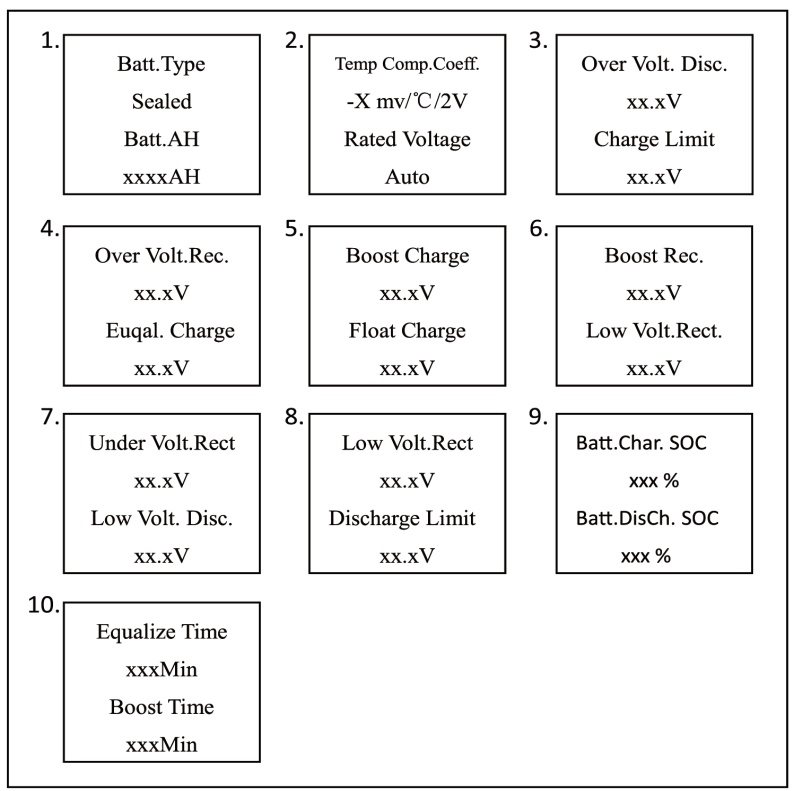 1.
Batt.Type
Sealed
Batt.AH
xxxxAH
2.
Temp Comp.Coeff.
-X mv/℃/2V
Rated Voltage
Auto
3.
Over Volt. Disc.
xx.xV
Charge Limit
xx.xV
4.
Over Volt.Rec.
xx.xV
Euqal. Charge
xx.xV
5.
Boost Charge
xx.xV
Float Charge
xx.xV
6.
Boost Rec.
xx.xV
Low Volt.Rect.
xx.xV
7.
Under Volt.Rect
xx.xV
Low Volt. Disc.
xx.xV
8.
Low Volt.Rect
xx.xV
Discharge Limit
xx.xV
9.
Batt.Char. SOC
xxx %
Batt.DisCh. SOC
xxx %
10.
Equalize Time
xxxMin
Boost Time
xxxMin